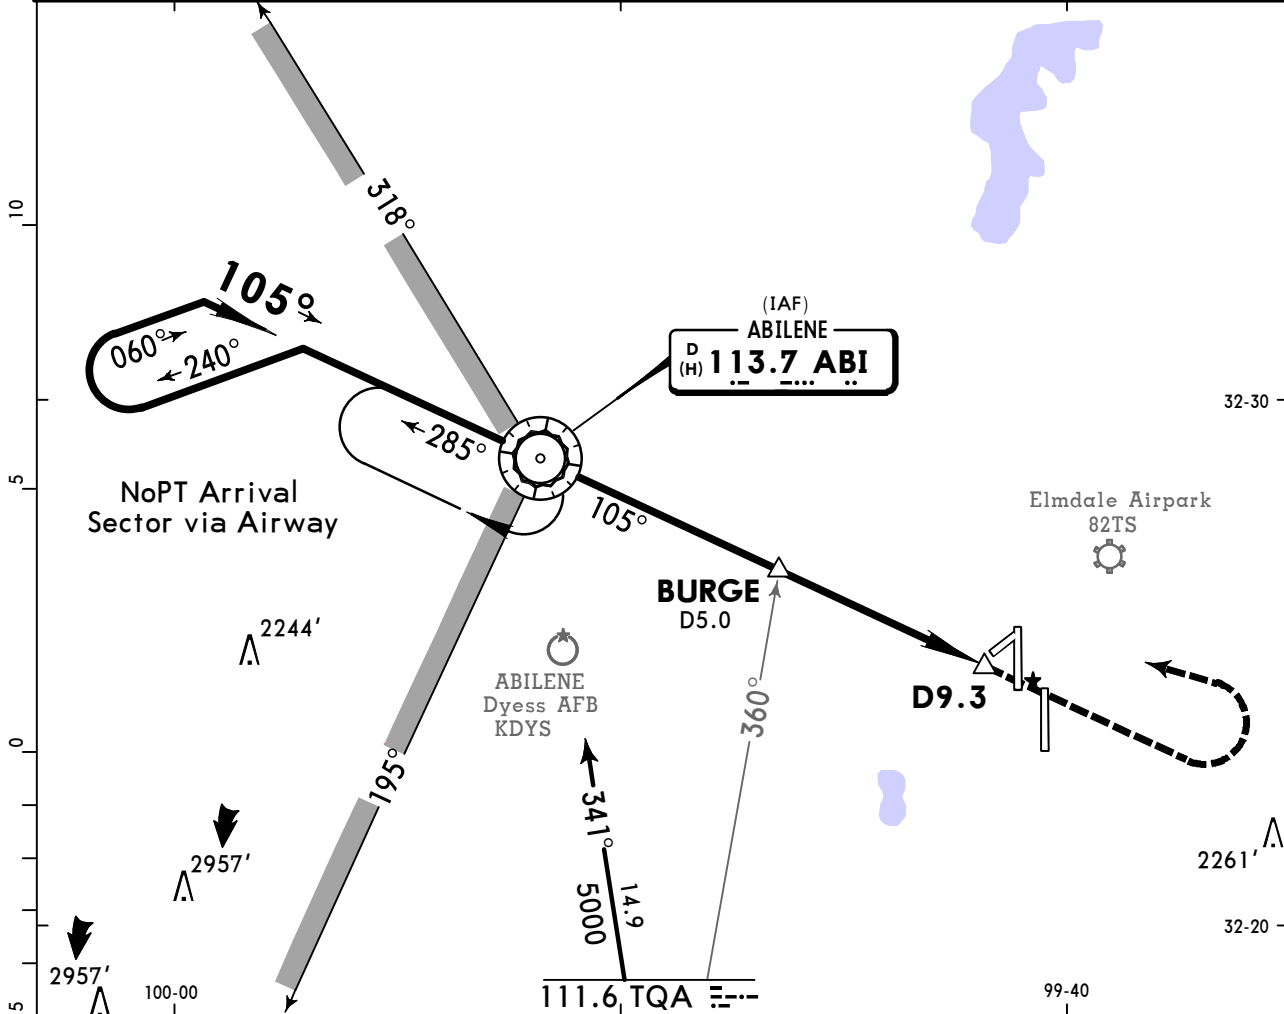 10
318°
105°
060°
240°
(IAF)
ABILENE
D
(H) 113.7 ABI
32-30
285°
5
NoPT Arrival
Sector via Airway
105°
Elmdale Airpark
82TS
BURGE
D5.0
2244'
ABILENE
Dyess AFB
KDYS
360°
D9.3
0
195°
341°
2957'
2261'
5000
14.9
32-20
2957'
100-00
99-40
111.6 TQA
5